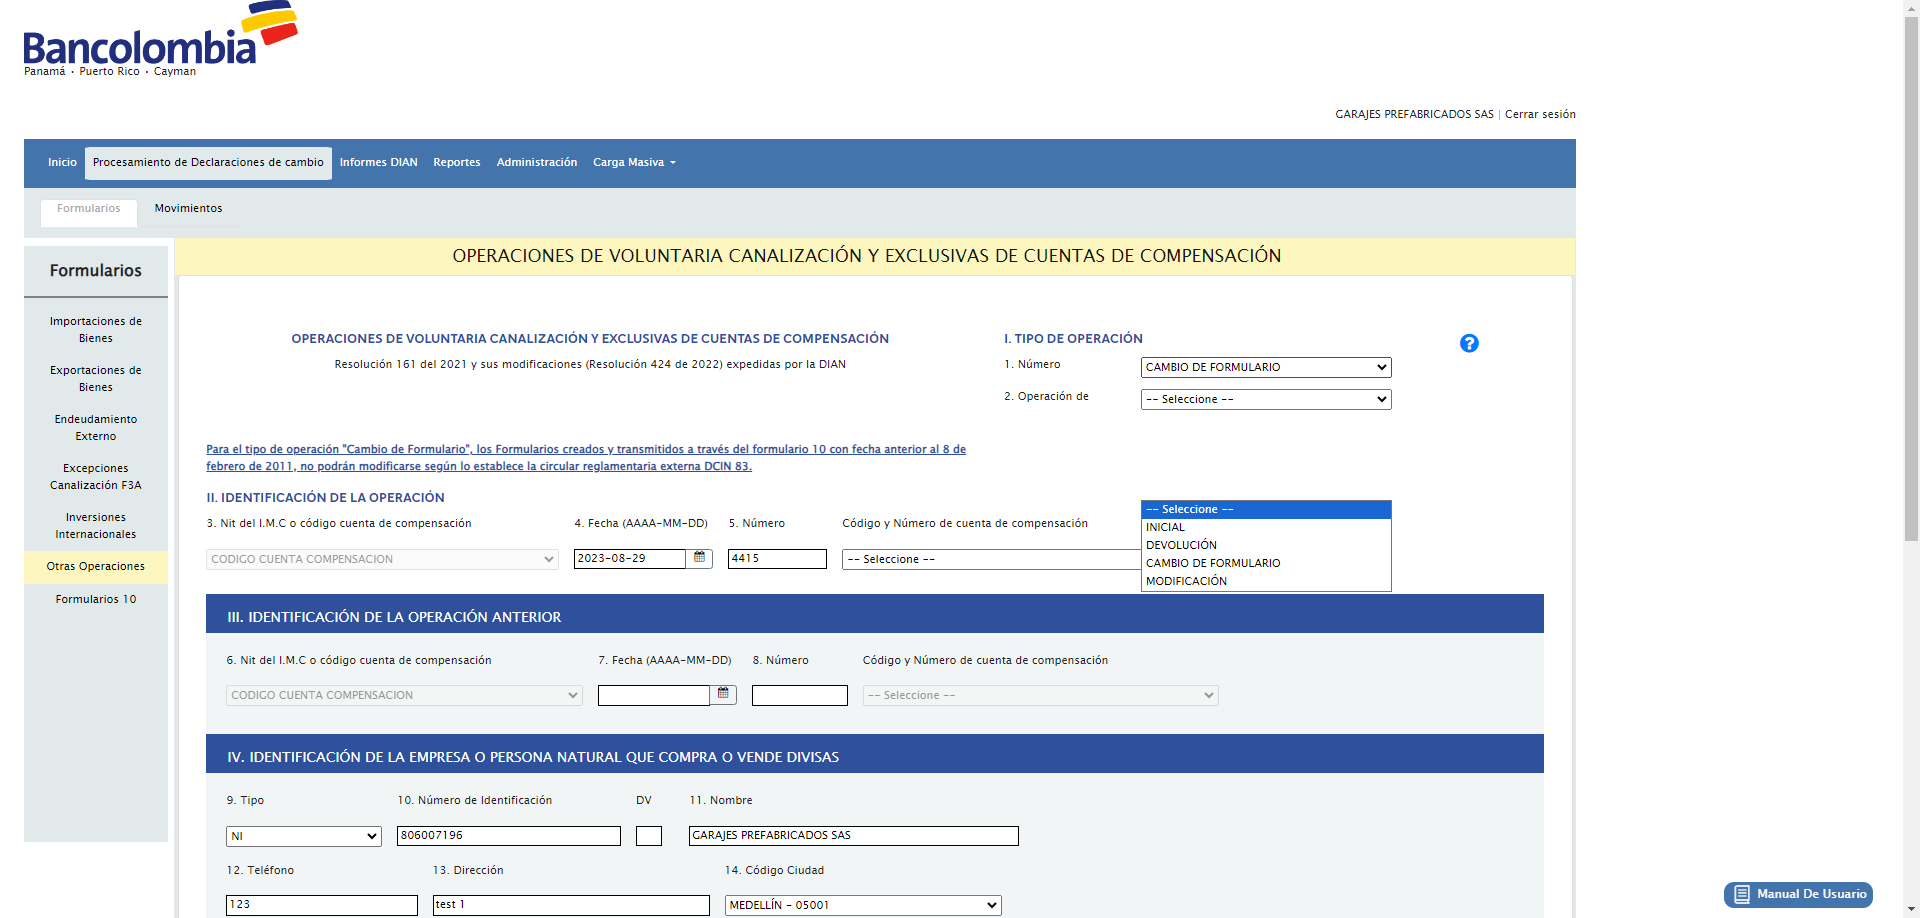 Bancolombia
Panamá • Puerto Rico • Cayman
GARAJES PREFABRICADOS SAS | Cerrar sesión
Inicio Procesamiento de Declaraciones de cambio Informes DIAN Reportes Administración Carga Masiva
Formularios Movimientos
Formularios
Importaciones de
Bienes
Exportaciones de
Bienes
Endeudamiento
Externo
Excepciones
Canalización F3A
Inversiones
Internacionales
Otras Operaciones
Formularios 10
OPERACIONES DE VOLUNTARIA CANALIZACIÓN Y EXCLUSIVAS DE CUENTAS DE COMPENSACIÓN
OPERACIONES DE VOLUNTARIA CANALIZACIÓN Y EXCLUSIVAS DE CUENTAS DE COMPENSACIÓN
Resolución 161 del 2021 y sus modificaciones (Resolución 424 de 2022) expedidas por la DIAN
I. TIPO DE OPERACIÓN
?
1. Número CAMBIO DE FORMULARIO
2. Operación de -- Seleccione --
Para el tipo de operación "Cambio de Formulario", los Formularios creados y transmitidos a través del formulario 10 con fecha anterior al 8 de
febrero de 2011, no podrán modificarse según lo establece la circular reglamentaria externa DCIN 83.
II. IDENTIFICACIÓN DE LA OPERACIÓN
3. Nit del I.M.C o código cuenta de compensación 4. Fecha (AAAA-MM-DD) 5. Número Código y Número de cuenta de compensación
CODIGO CUENTA COMPENSACION 2023-08-29 4415 -- Seleccione --
-- Seleccione --
INICIAL
DEVOLUCIÓN
CAMBIO DE FORMULARIO
MODIFICACIÓN
III. IDENTIFICACIÓN DE LA OPERACIÓN ANTERIOR
6. Nit del I.M.C o código cuenta de compensación 7. Fecha (AAAA-MM-DD) 8. Número Código y Número de cuenta de compensación
CODIGO CUENTA COMPENSACION -- Seleccione --
IV. IDENTIFICACIÓN DE LA EMPRESA O PERSONA NATURAL QUE COMPRA O VENDE DIVISAS
9. Tipo 10. Número de Identificación DV 11. Nombre
NI 806007196 GARAJES PREFABRICADOS SAS
12. Teléfono 13. Dirección 14. Código Ciudad
123 test 1 MEDELLÍN - 05001
Manual De Usuario